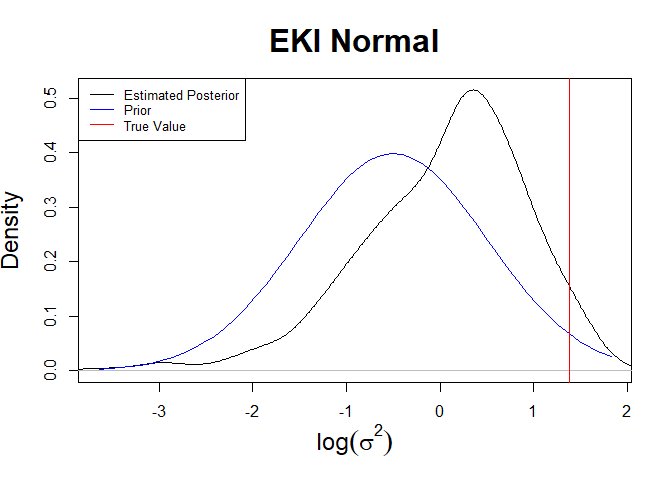 EKI Normal
Estimated Posterior
Prior
True Value
Density
0.0
0.1
0.2
0.3
0.4
0.5
-3 -2 -1 0 1 2
log(σ²)